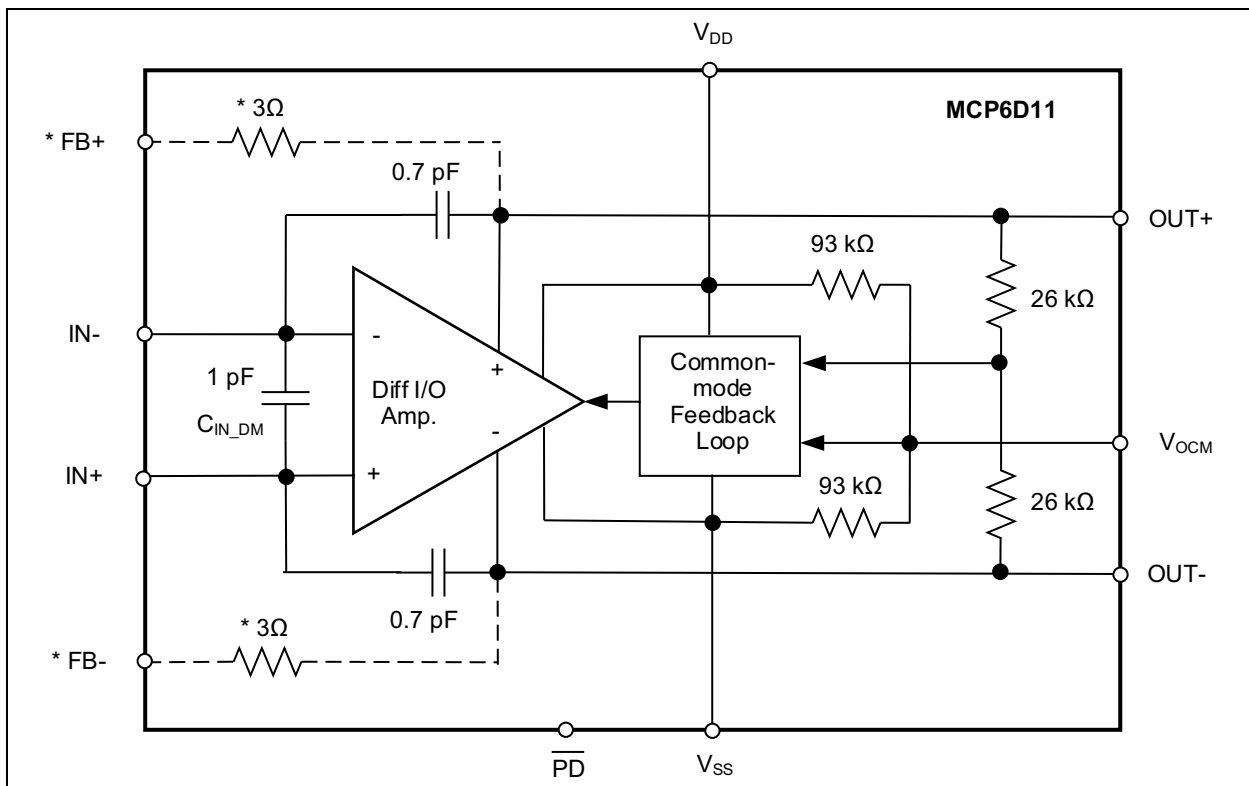 V_DD
MCP6D11
* 3Ω
* FB+
0.7 pF
OUT+
93 kΩ
26 kΩ
IN-
-
+
1 pF
C_IN_DM
Diff I/O
Amp.
-
Common-
mode
Feedback
Loop
V_OCM
IN+
+
93 kΩ
26 kΩ
OUT-
0.7 pF
* 3Ω
* FB-
PD
V_SS